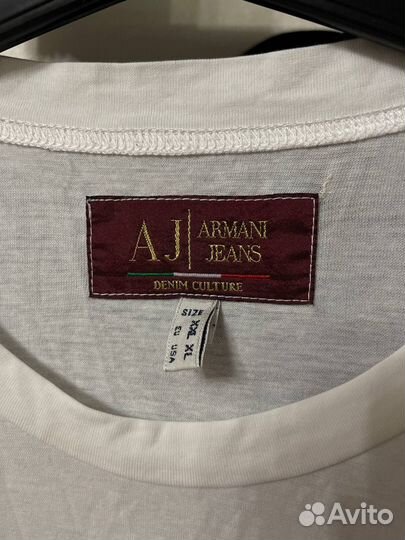 AJ ARMANI JEANS
DENIM CULTURE
SIZE XXL XL
EU USA
Avito